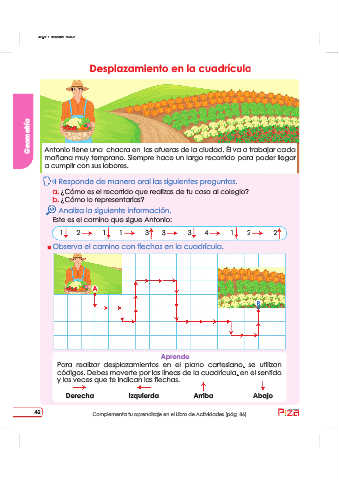 Desplazamiento en la cuadrícula
Geometría
Antonio tiene una chacra en las afueras de la ciudad. Él va a trabajar cada
mañana muy temprano. Siempre hace un largo recorrido para poder llegar
a cumplir con sus labores.
Responde de manera oral las siguientes preguntas.
a. ¿Cómo es el recorrido que realizas de tu casa al colegio?
b. ¿Cómo lo representarías?
Analiza la siguiente información.
Este es el camino que sigue Antonio:
1↓ 2→ 1↓ 1→ 3↑ 3→ 3↓ 4→ 1↓ 2→ 2↑
Observa el camino con flechas en la cuadrícula.
A
B
Aprende
Para realizar desplazamientos en el plano cartesiano, se utilizan
códigos. Debes moverte por las líneas de la cuadrícula, en el sentido
y las veces que te indican las flechas.
→ ← ↑ ↓
Derecha Izquierda Arriba Abajo
42
Complementa tu aprendizaje en el Libro de Actividades (pág. 46)